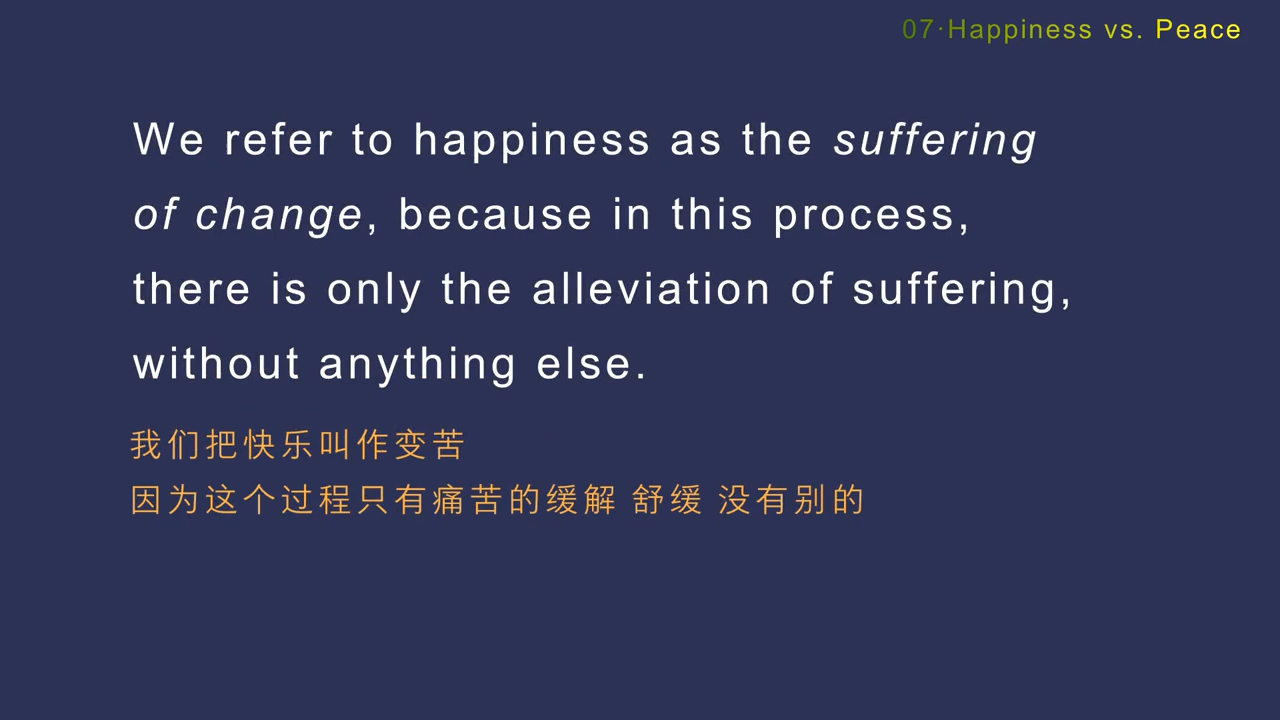 07·Happiness vs. Peace
We refer to happiness as the suffering
of change, because in this process,
there is only the alleviation of suffering,
without anything else.
我们把快乐叫作变苦
因为这个过程只有痛苦的缓解 舒缓 没有别的